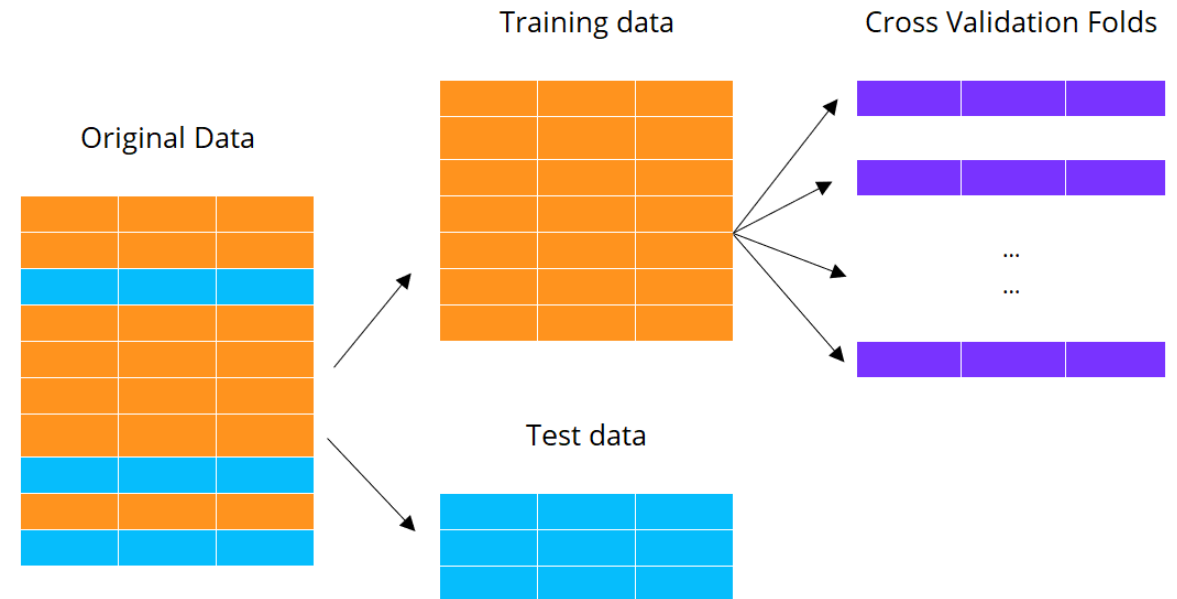 Training data
Cross Validation Folds
Original Data
...
...
Test data